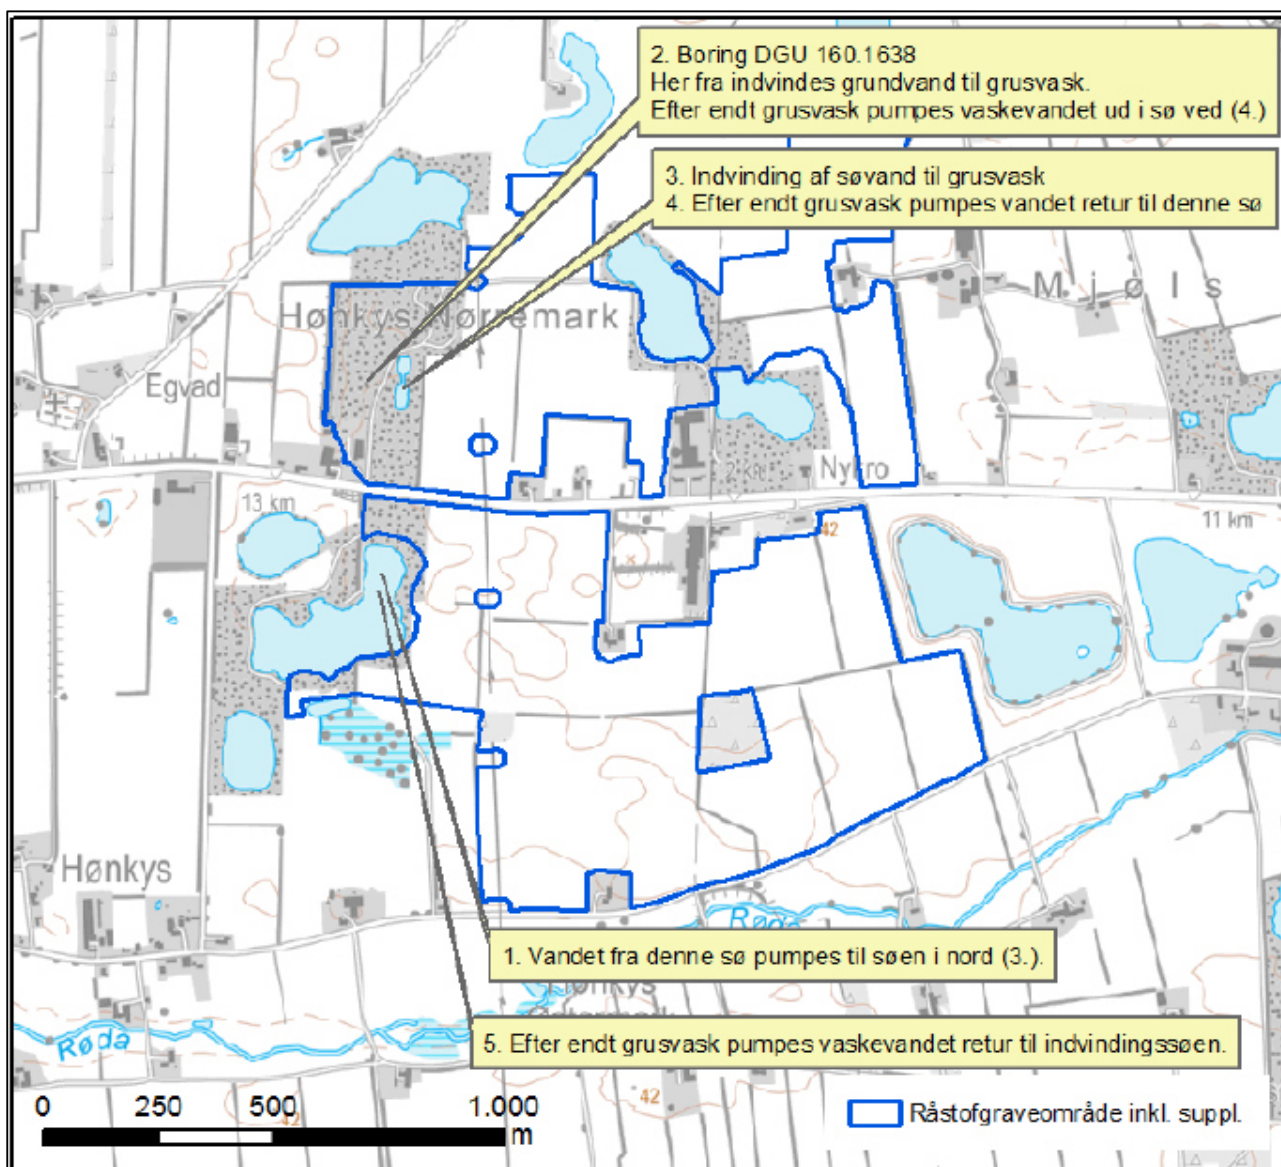 2. Boring DGU 160.1638
Her fra indvindes grundvand til grusvask.
Efter endt grusvask pumpes vaskevandet ud i sø ved (4.)
3. Indvinding af søvand til grusvask
4. Efter endt grusvask pumpes vandet retur til denne sø
Mjøls
Hønkys Nørremark
Egvad
Nykro
13 km
11 km
42
Hønkys
Røda
1. Vandet fra denne sø pumpes til søen i nord (3.).
Hønkys
5. Efter endt grusvask pumpes vaskevandet retur til indvindingssøen.
Røda
42
42
0 250 500 1.000
m
Råstofgraveområde inkl. suppl.